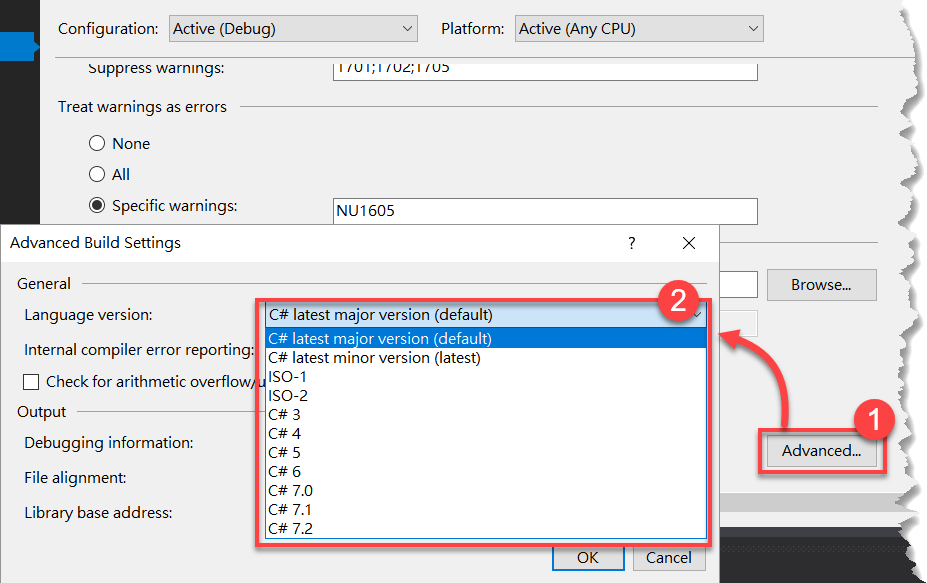 Configuration: Active (Debug) Platform: Active (Any CPU)
Suppress warnings: 1701;1702;1705
Treat warnings as errors
None
All
Specific warnings: NU1605
Advanced Build Settings ?
General
Browse...
Language version: C# latest major version (default) 2
C# latest major version (default)
Internal compiler error reporting: C# latest minor version (latest)
ISO-1
Check for arithmetic overflow/u
ISO-2
Output
C# 3
C# 4
Debugging information:
C# 5
C# 6
File alignment:
C# 7.0
C# 7.1
Library base address:
C# 7.2
1
Advanced...
OK Cancel